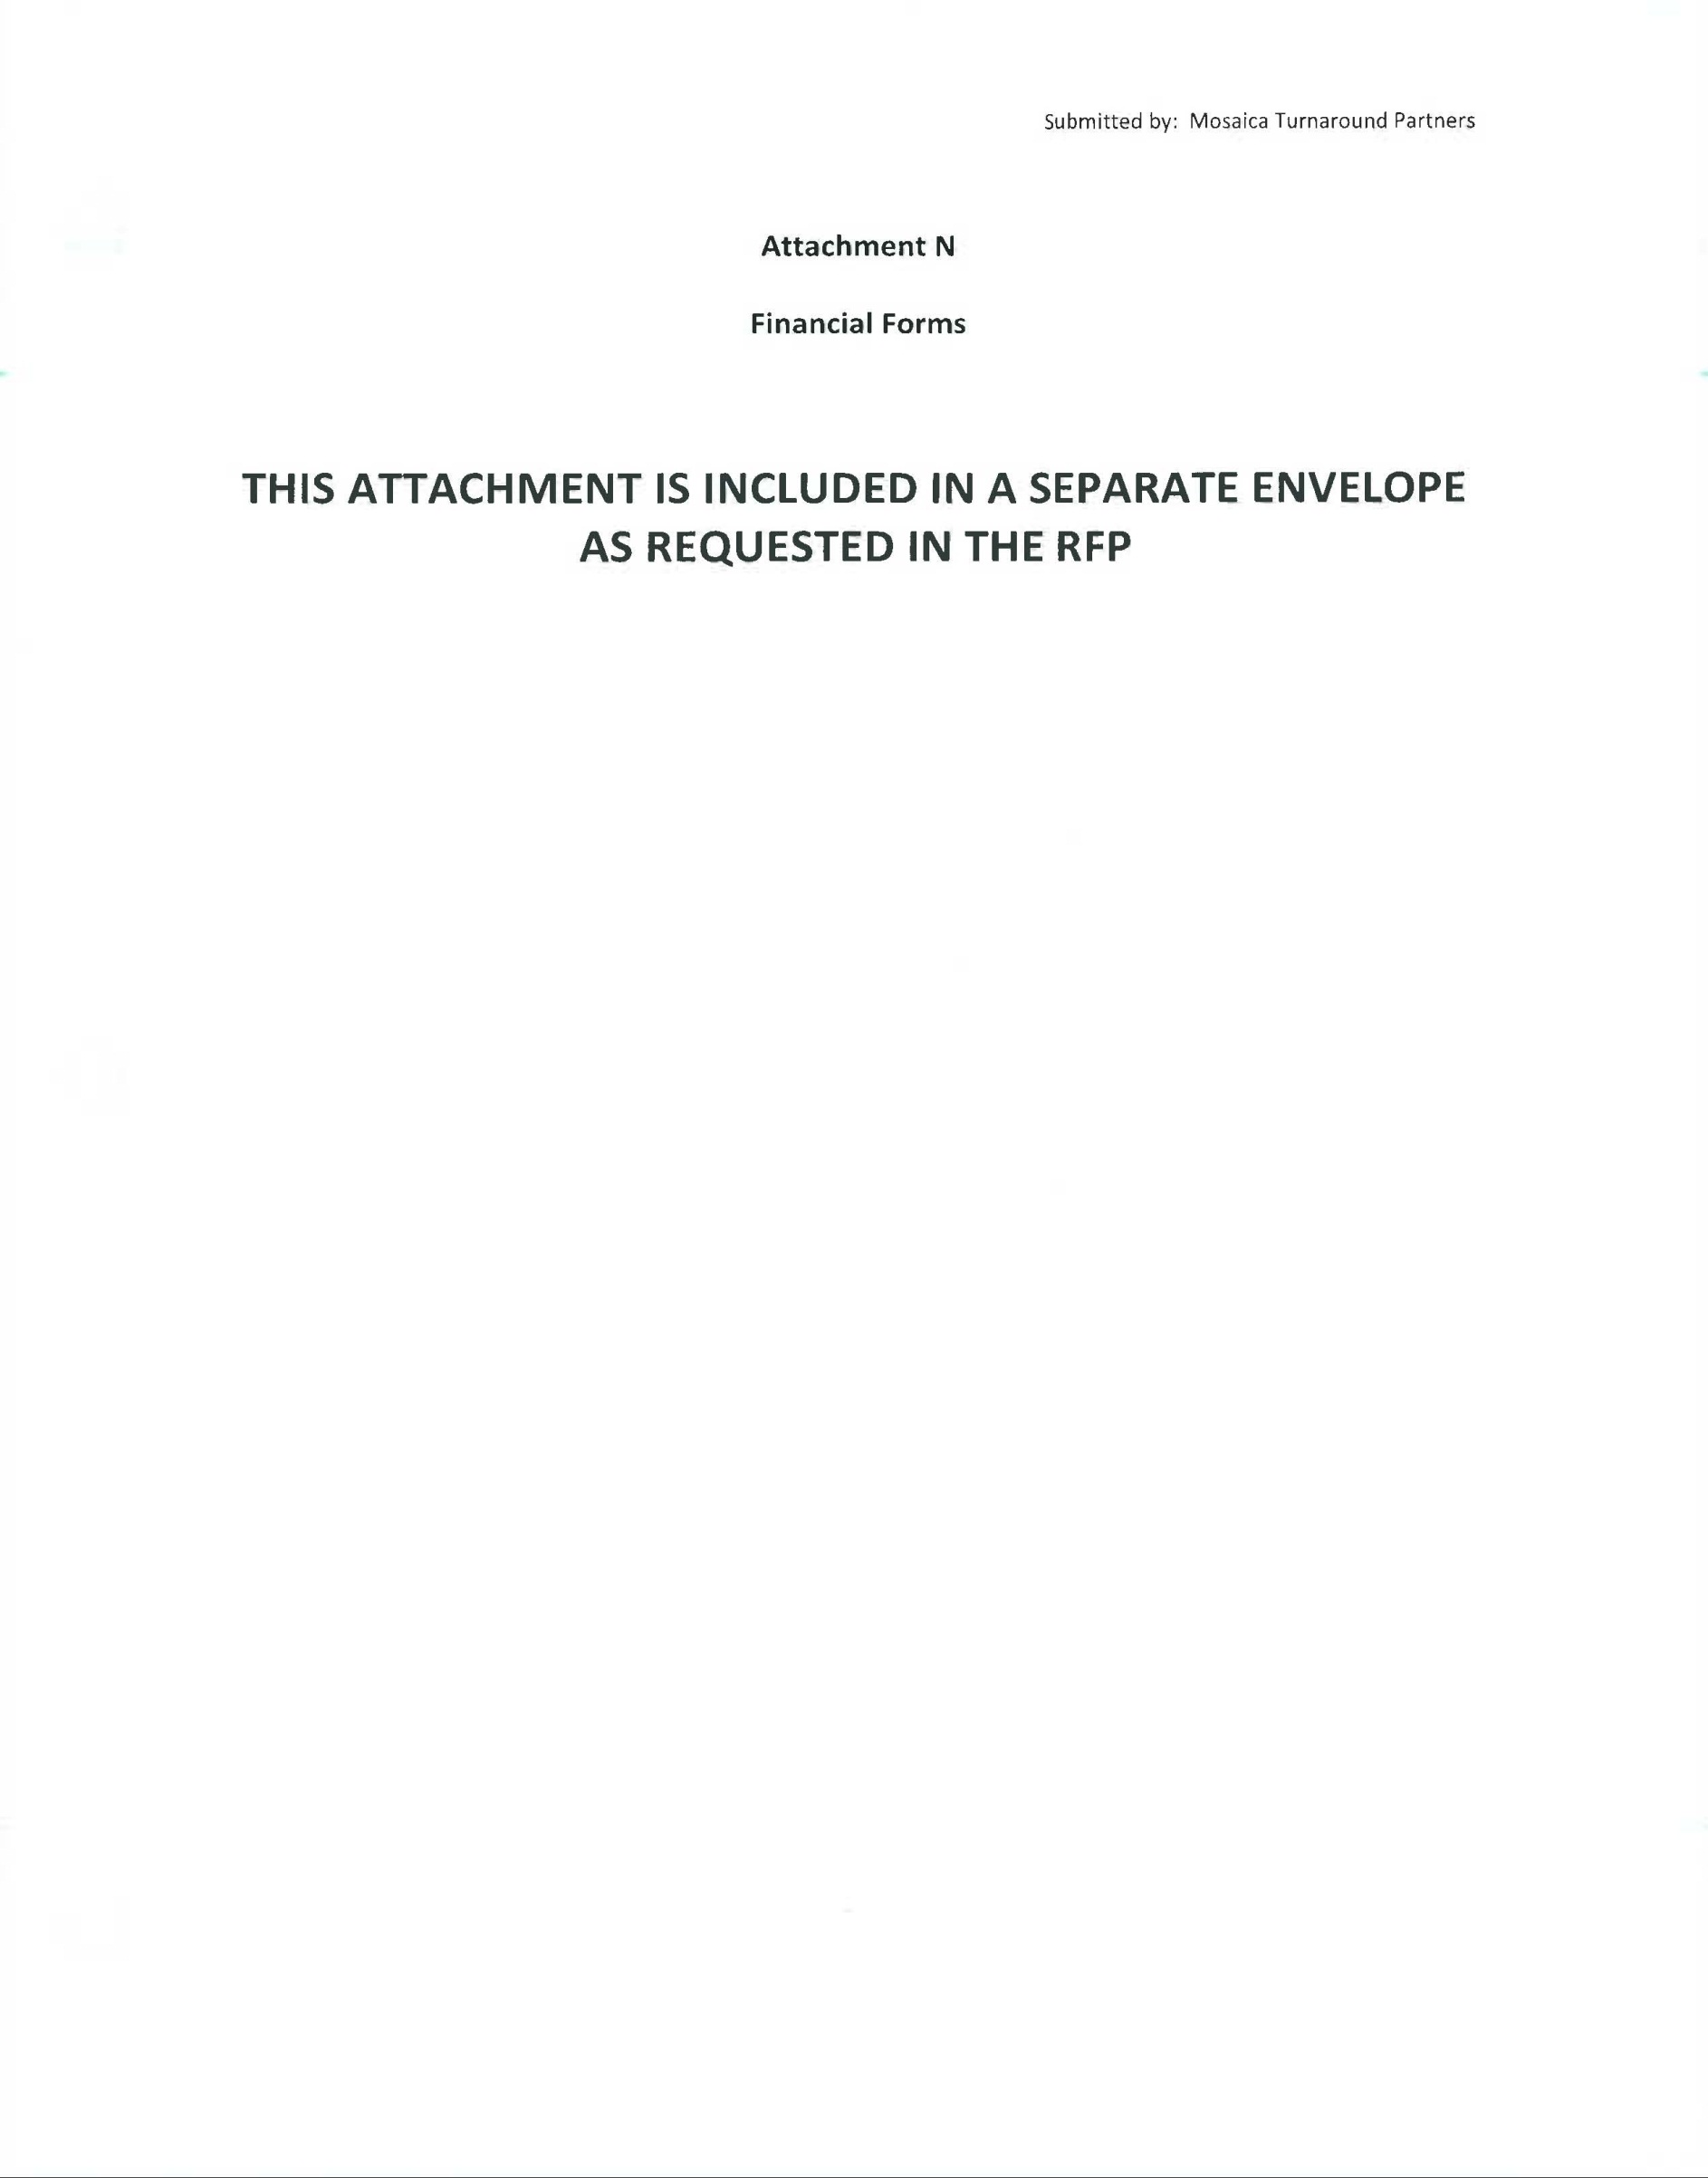 Submitted by: Mosaica Turnaround Partners
Attachment N
Financial Forms
THIS ATTACHMENT IS INCLUDED IN A SEPARATE ENVELOPE
AS REQUESTED IN THE RFP